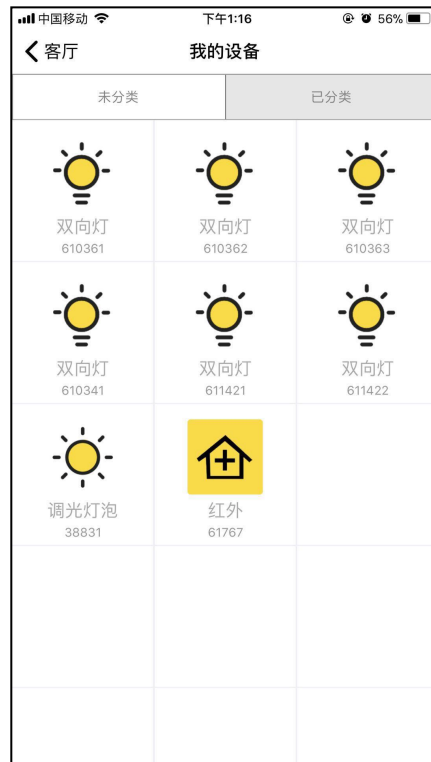 中国移动 下午1:16 56%
客厅 我的设备
未分类 已分类
双向灯 双向灯 双向灯
610361 610362 610363
双向灯 双向灯 双向灯
610341 611421 611422
调光灯泡 红外
38831 61767